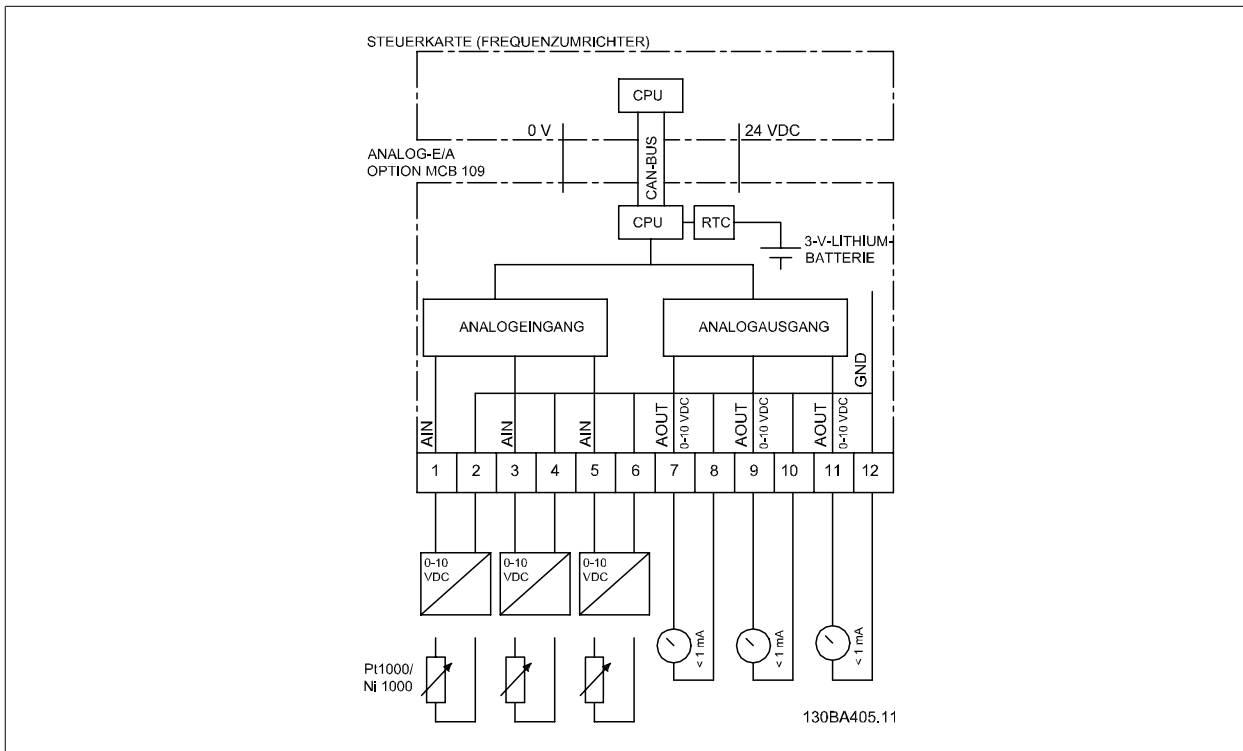 STEUERKARTE (FREQUENZUMRICHTER)
CPU
0 V
24 VDC
CAN-BUS
ANALOG-E/A
OPTION MCB 109
CPU
RTC
3-V-LITHIUM-
BATTERIE
ANALOGEINGANG
ANALOGAUSGANG
GND
AIN
AIN
AIN
AOUT
0-10 VDC
AOUT
0-10 VDC
AOUT
0-10 VDC
1
2
3
4
5
6
7
8
9
10
11
12
0-10
VDC
0-10
VDC
0-10
VDC
< 1 mA
< 1 mA
< 1 mA
Pt1000/
Ni 1000
130BA405.11